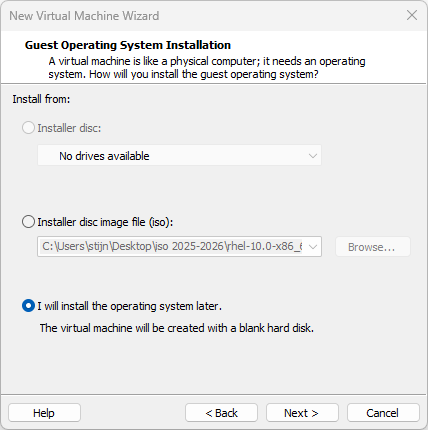 New Virtual Machine Wizard
Guest Operating System Installation
A virtual machine is like a physical computer; it needs an operating
system. How will you install the guest operating system?
Install from:
Installer disc:
No drives available
Installer disc image file (iso):
C:\Users\stijn\Desktop\iso 2025-2026\rhel-10.0-x86_6
Browse...
I will install the operating system later.
The virtual machine will be created with a blank hard disk.
Help
< Back
Next >
Cancel